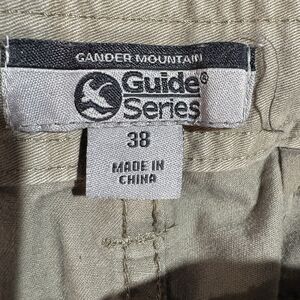 GANDER MOUNTAIN
Guide®
Series
38
MADE IN
CHINA